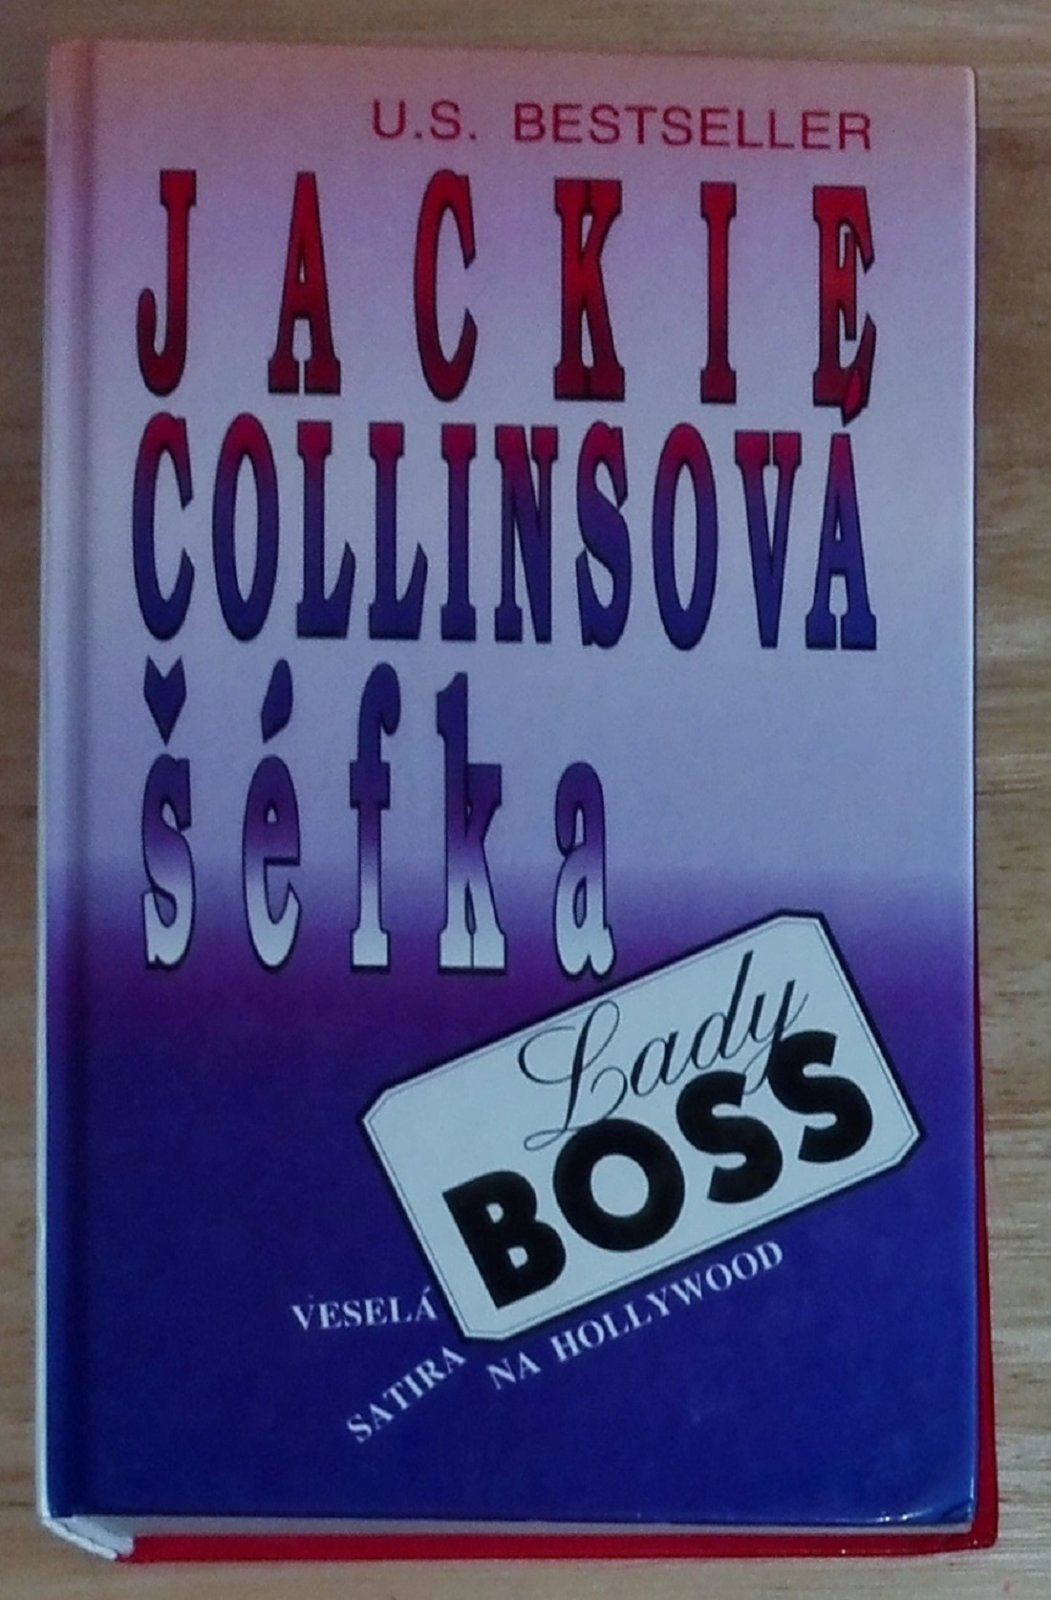 U.S. BESTSELLER
JACKIE
COLLINSOVÁ
šéfka
Lady
BOSS
VESELÁ
SATIRA
NA HOLLYWOOD